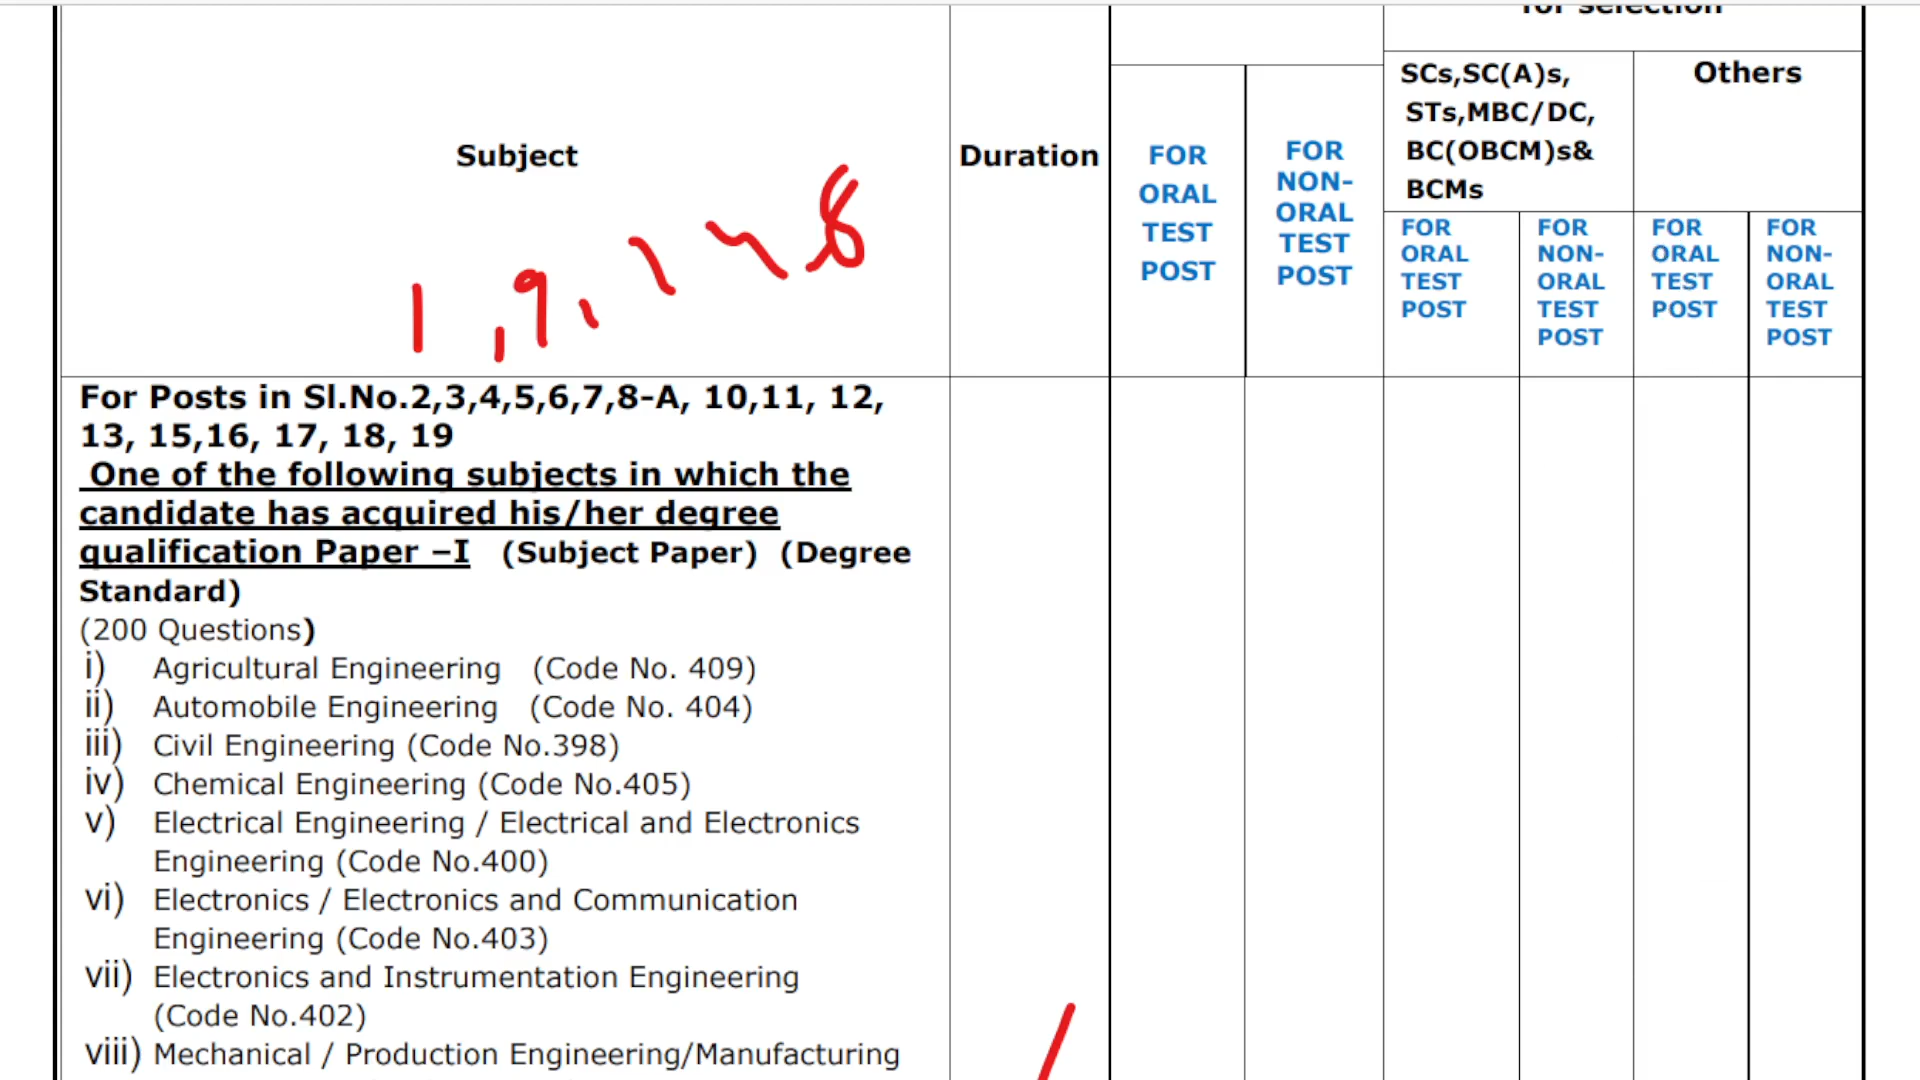 SCs,SC(A)s,
STs,MBC/DC,
BC(OBCM)s&
BCMs
Others
Subject
Duration
FOR
ORAL
TEST
POST
FOR
NON-
ORAL
TEST
POST
FOR
ORAL
TEST
POST
FOR
NON-
ORAL
TEST
POST
FOR
ORAL
TEST
POST
FOR
NON-
ORAL
TEST
POST
1, 9,
8
For Posts in Sl.No.2,3,4,5,6,7,8-A, 10,11, 12,
13, 15,16, 17, 18, 19
One of the following subjects in which the
candidate has acquired his/her degree
qualification Paper –I (Subject Paper) (Degree
Standard)
(200 Questions)
i) Agricultural Engineering (Code No. 409)
ii) Automobile Engineering (Code No. 404)
iii) Civil Engineering (Code No.398)
iv) Chemical Engineering (Code No.405)
v) Electrical Engineering / Electrical and Electronics
Engineering (Code No.400)
vi) Electronics / Electronics and Communication
Engineering (Code No.403)
vii) Electronics and Instrumentation Engineering
(Code No.402)
viii) Mechanical / Production Engineering/Manufacturing